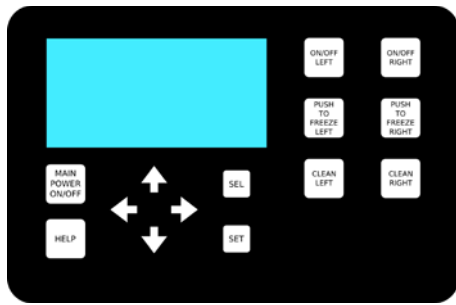 ON/OFF
LEFT
ON/OFF
RIGHT
PUSH
TO
FREEZE
LEFT
PUSH
TO
FREEZE
RIGHT
MAIN
POWER
ON/OFF
SEL
CLEAN
LEFT
CLEAN
RIGHT
HELP
SET